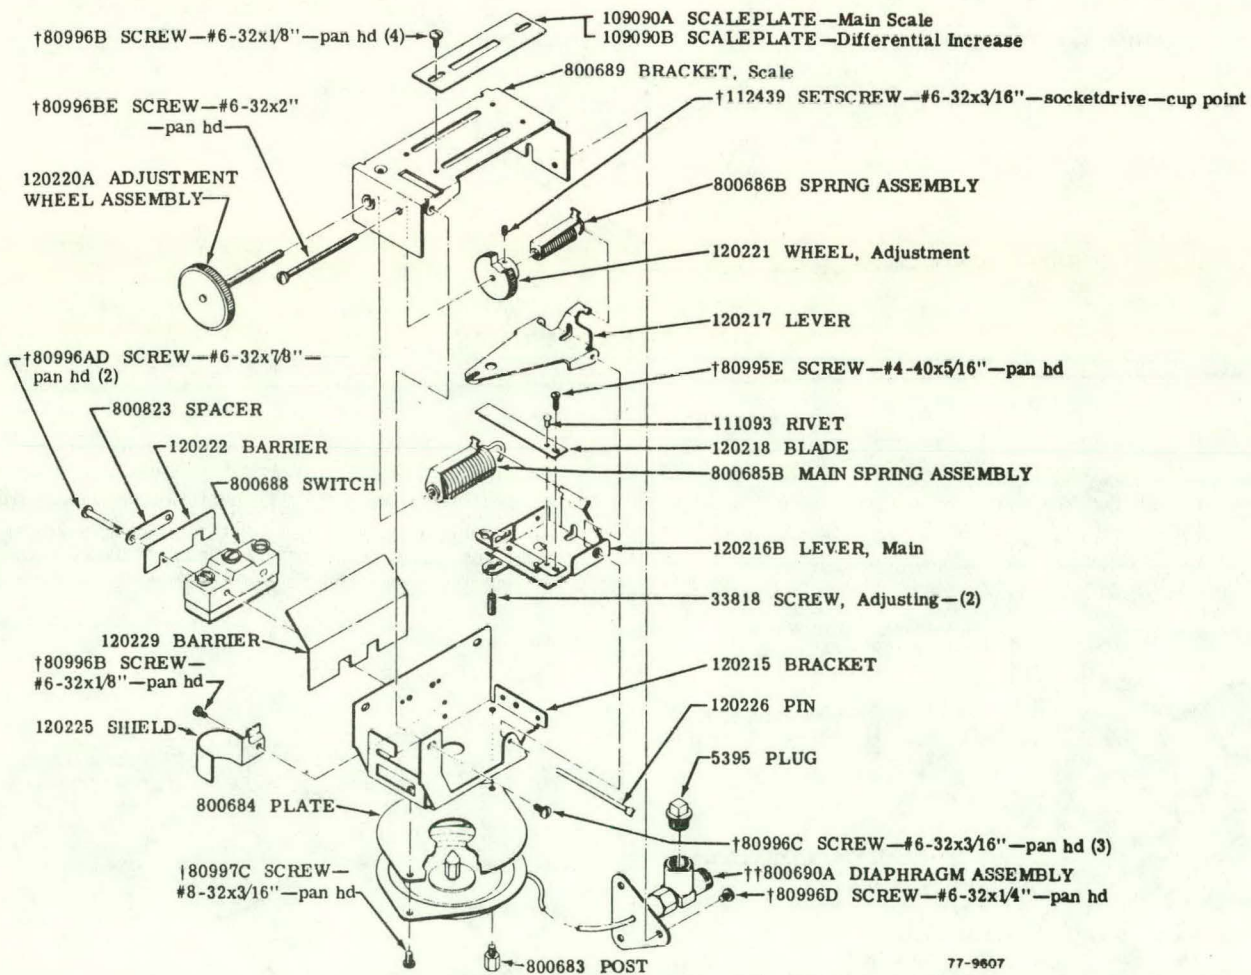 109090A SCALEPLATE—Main Scale
109090B SCALEPLATE—Differential Increase
†80996B SCREW—#6-32x1/8"—pan hd (4)
800689 BRACKET, Scale
†80996BE SCREW—#6-32x2"
—pan hd
†112439 SETSCREW—#6-32x3/16"—socketdrive—cup point
120220A ADJUSTMENT
WHEEL ASSEMBLY
800686B SPRING ASSEMBLY
120221 WHEEL, Adjustment
120217 LEVER
†80996AD SCREW—#6-32x7/8"—
pan hd (2)
†80995E SCREW—#4-40x5/16"—pan hd
800823 SPACER
111093 RIVET
120222 BARRIER
120218 BLADE
800688 SWITCH
800685B MAIN SPRING ASSEMBLY
120216B LEVER, Main
33818 SCREW, Adjusting—(2)
120229 BARRIER
†80996B SCREW—
#6-32x1/8"—pan hd
120215 BRACKET
120226 PIN
120225 SHIELD
5395 PLUG
800684 PLATE
†80996C SCREW—#6-32x3/16"—pan hd (3)
†80997C SCREW—
#8-32x3/16"—pan hd
††800690A DIAPHRAGM ASSEMBLY
†80996D SCREW—#6-32x1/4"—pan hd
800683 POST
77-9607